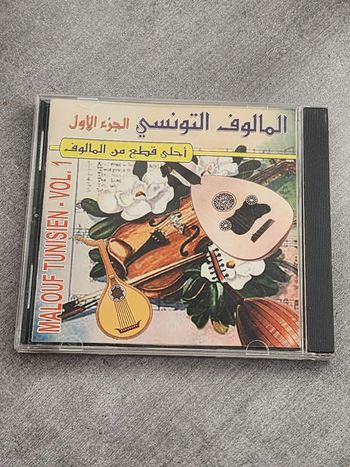 المالوف التونسي الجزء الأول
أحلى قطع من المالوف
MALOUF TUNISIEN - VOL. 1